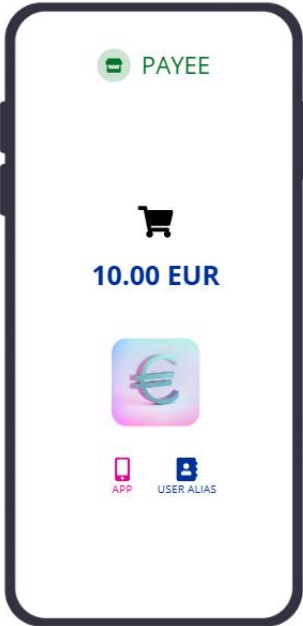 PAYEE
10.00 EUR
€
APP
USER ALIAS